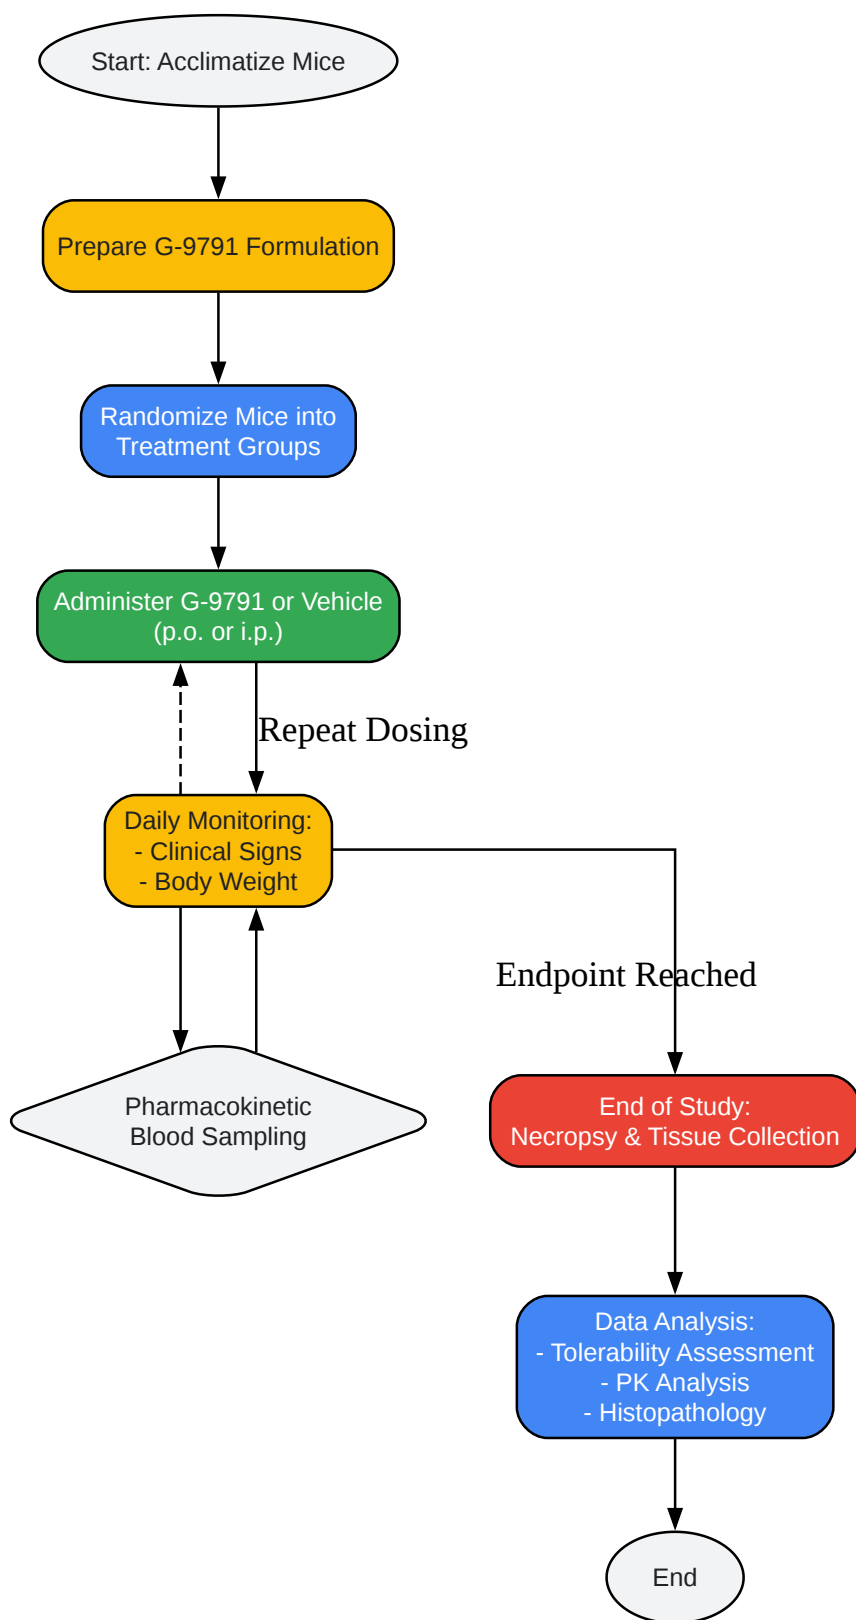 Start: Acclimatize Mice
Prepare G-9791 Formulation
Randomize Mice into
Treatment Groups
Administer G-9791 or Vehicle
(p.o. or i.p.)
Repeat Dosing
Daily Monitoring:
- Clinical Signs
- Body Weight
Endpoint Reached
Pharmacokinetic
Blood Sampling
End of Study:
Necropsy & Tissue Collection
Data Analysis:
- Tolerability Assessment
- PK Analysis
- Histopathology
End